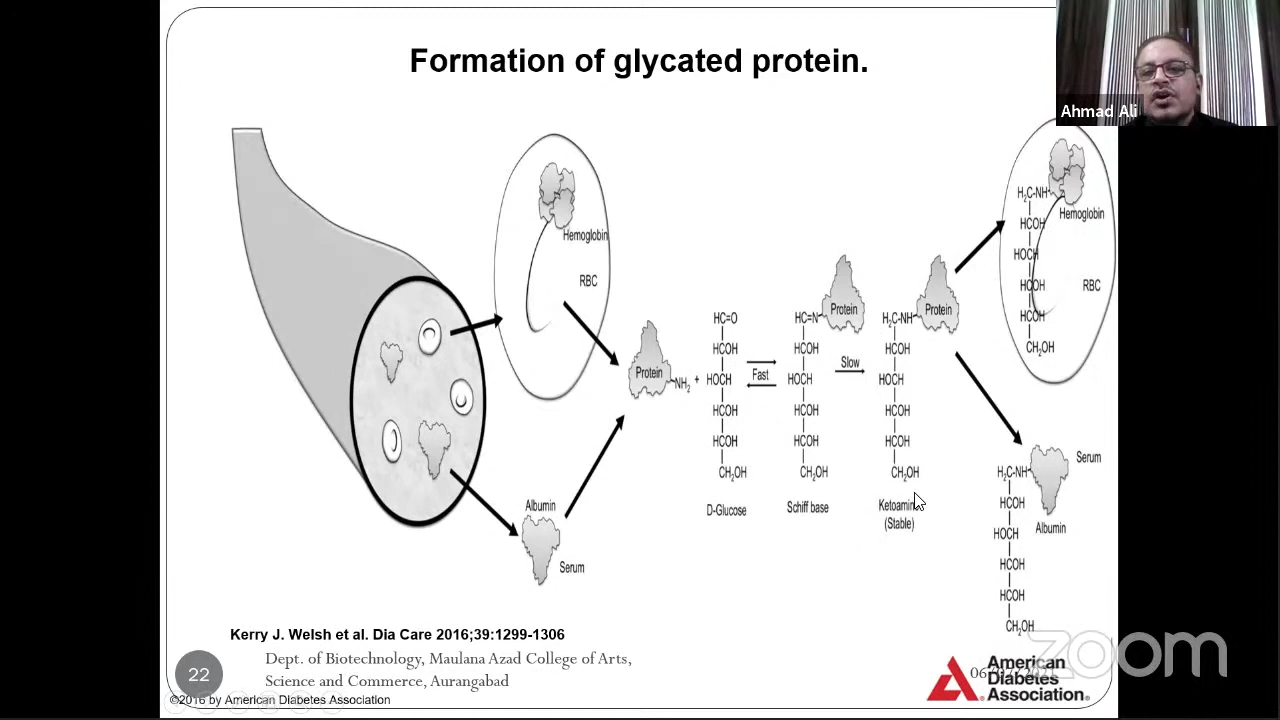 Formation of glycated protein.
Ahmad Ali
Hemoglobin
RBC
Protein
NH₂
+
HC=O
HCOH
HOCH
HCOH
HCOH
CH₂OH
D-Glucose
Fast
HC=N
Protein
HCOH
HOCH
HCOH
HCOH
CH₂OH
Schiff base
Slow
H₂C-NH
Protein
HCOH
HOCH
HCOH
HCOH
CH₂OH
(Stable)
H₂C-NH
Hemoglobin
HCOH
HOCH
HCOH
RBC
HCOH
CH₂OH
Albumin
Serum
H₂C-NH
Serum
HCOH
Albumin
HOCH
HCOH
HCOH
CH₂OH
Kerry J. Welsh et al. Dia Care 2016;39:1299-1306
Dept. of Biotechnology, Maulana Azad College of Arts,
Science and Commerce, Aurangabad
22
©2016 by American Diabetes Association
American
Diabetes
Association.
zoom